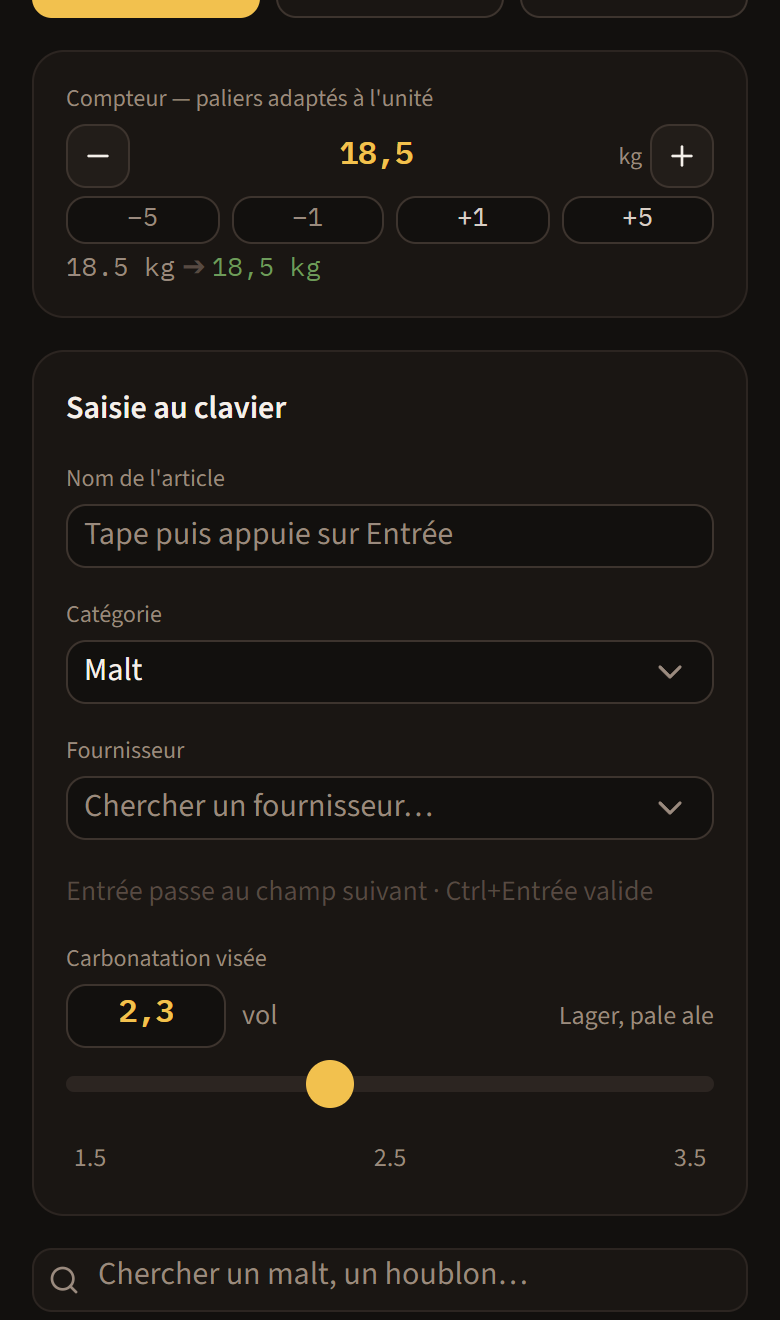 Compteur — paliers adaptés à l'unité
− 18,5 kg +
−5 −1 +1 +5
18.5 kg → 18,5 kg
Saisie au clavier
Nom de l'article
Tape puis appuie sur Entrée
Catégorie
Malt
Fournisseur
Chercher un fournisseur…
Entrée passe au champ suivant · Ctrl+Entrée valide
Carbonatation visée
2,3 vol Lager, pale ale
1.5 2.5 3.5
Chercher un malt, un houblon…